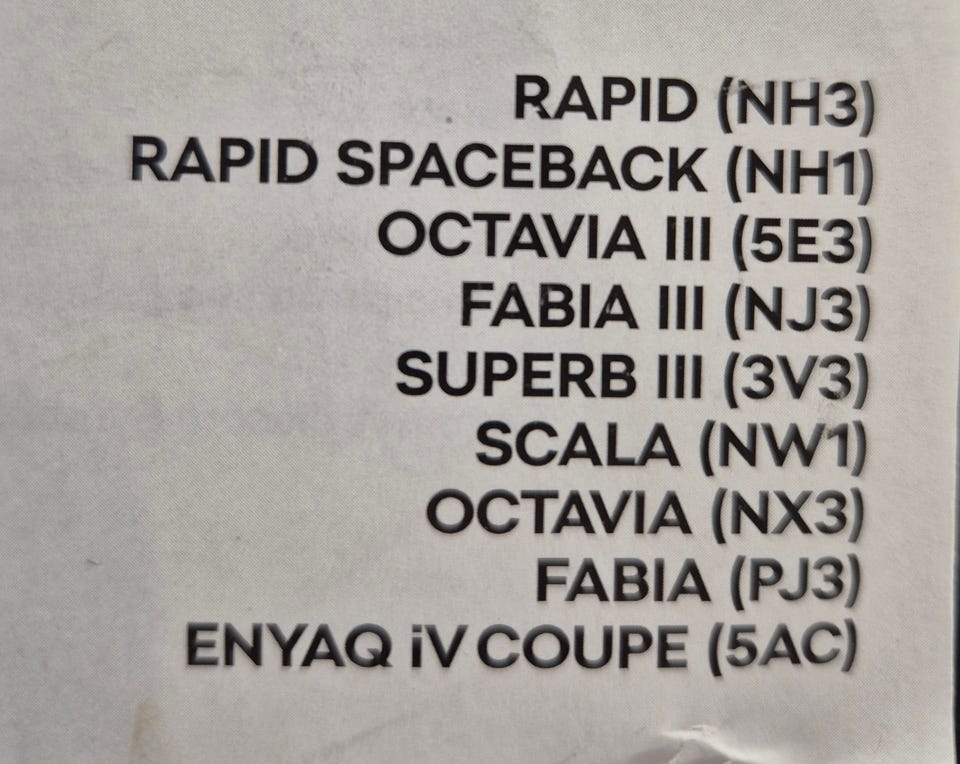 RAPID (NH3)
RAPID SPACEBACK (NH1)
OCTAVIA III (5E3)
FABIA III (NJ3)
SUPERB III (3V3)
SCALA (NW1)
OCTAVIA (NX3)
FABIA (PJ3)
ENYAQ iV COUPE (5AC)